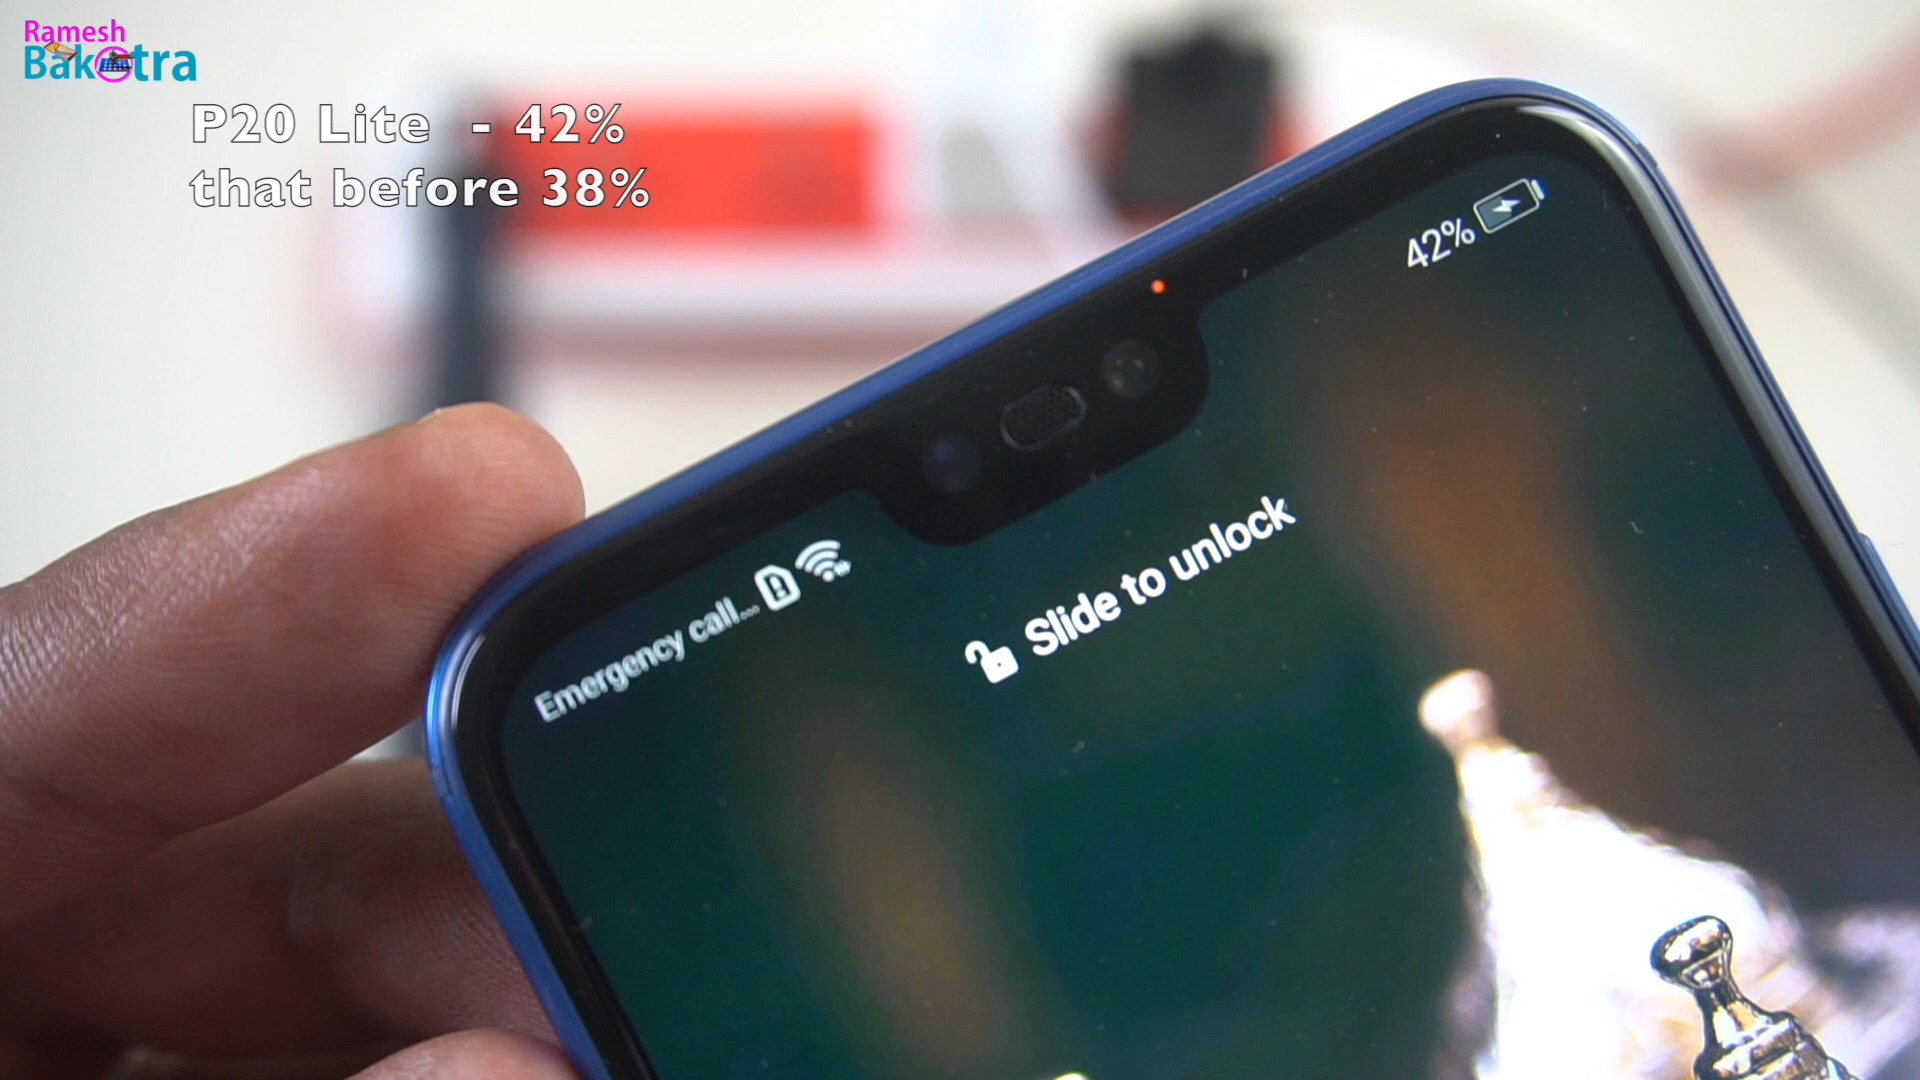 Ramesh
Bakotra
P20 Lite - 42%
that before 38%
42%
Emergency call...
Slide to unlock